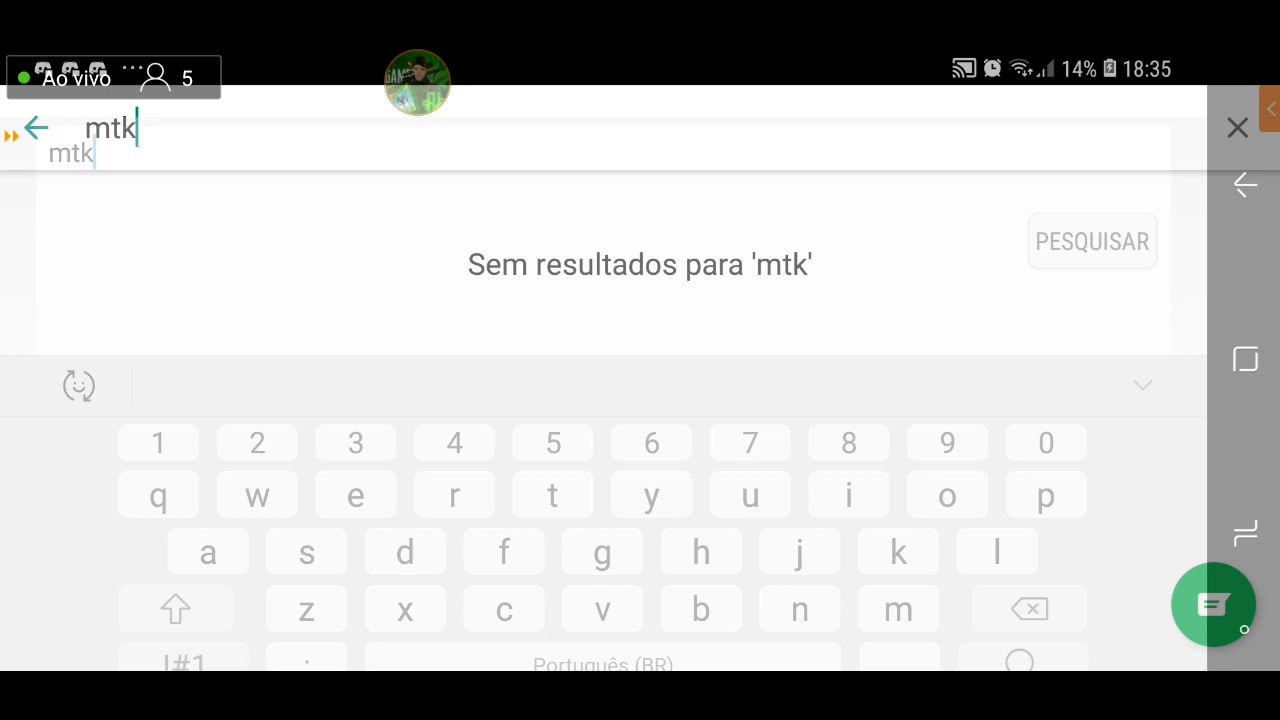 Ao vivo 5
14% 18:35
mtk
mtk
PESQUISAR
Sem resultados para 'mtk'
1 2 3 4 5 6 7 8 9 0
q w e r t y u i o p
a s d f g h j k l
z x c v b n m
!#1 Português (BR)